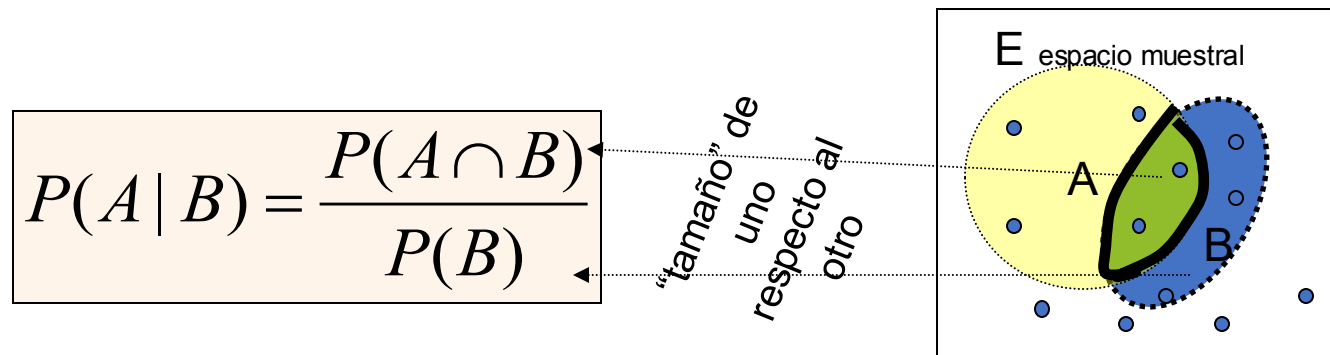 P(A | B) = P(A ∩ B) / P(B)
“tamaño” de
uno
respecto al
otro
E espacio muestral
A
B